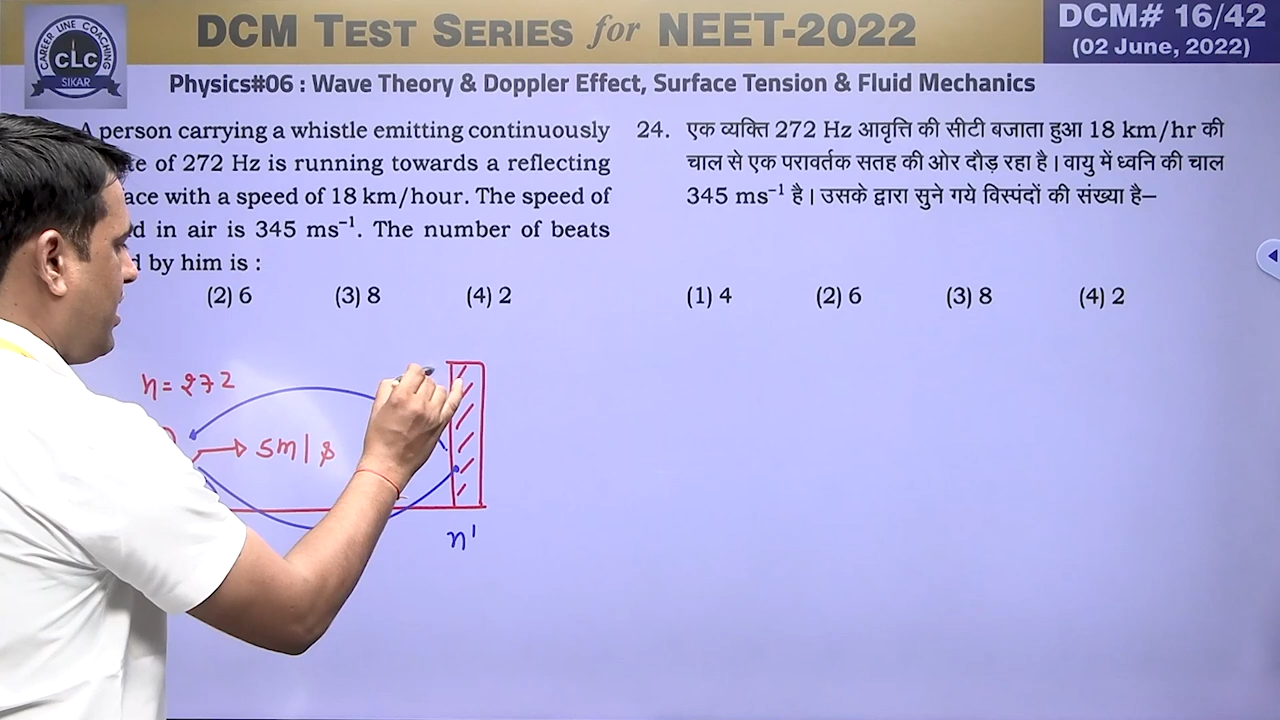 DCM TEST SERIES for NEET-2022
DCM# 16/42
(02 June, 2022)
CAREER LINE COACHING
CLC
SIKAR
Physics#06 : Wave Theory & Doppler Effect, Surface Tension & Fluid Mechanics
A person carrying a whistle emitting continuously
of 272 Hz is running towards a reflecting
with a speed of 18 km/hour. The speed of
in air is 345 ms⁻¹. The number of beats
by him is :
(2) 6 (3) 8 (4) 2
24. एक व्यक्ति 272 Hz आवृत्ति की सीटी बजाता हुआ 18 km/hr की
चाल से एक परावर्तक सतह की ओर दौड़ रहा है। वायु में ध्वनि की चाल
345 ms⁻¹ है। उसके द्वारा सुने गये विस्पंदों की संख्या है–
(1) 4 (2) 6 (3) 8 (4) 2
n = 272
5m/s
n'